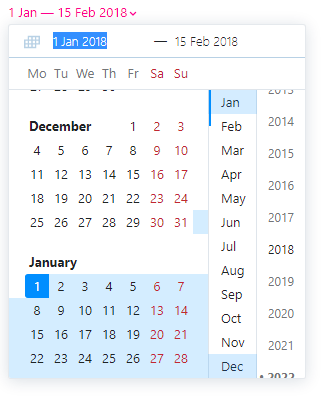 1 Jan 2018 — 15 Feb 2018
1 Jan 2018 — 15 Feb 2018
Mo Tu We Th Fr Sa Su
December 1 2 3
4 5 6 7 8 9 10
11 12 13 14 15 16 17
18 19 20 21 22 23 24
25 26 27 28 29 30 31
January
1 2 3 4 5 6 7
8 9 10 11 12 13 14
15 16 17 18 19 20 21
22 23 24 25 26 27 28
Jan
Feb
Mar
Apr
May
Jun
Jul
Aug
Sep
Oct
Nov
Dec
2013
2014
2015
2016
2017
2018
2019
2020
2021
• 2022